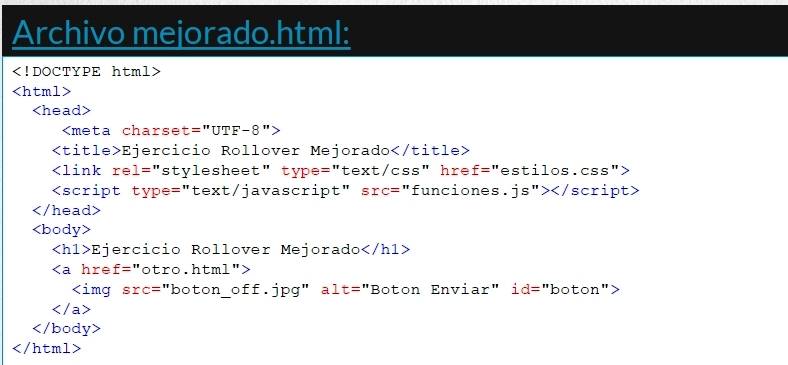 Archivo mejorado.html:
<!DOCTYPE html>
<html>
<head>
<meta charset="UTF-8">
<title>Ejercicio Rollover Mejorado</title>
<link rel="stylesheet" type="text/css" href="estilos.css">
<script type="text/javascript" src="funciones.js"></script>
</head>
<body>
<h1>Ejercicio Rollover Mejorado</h1>
<a href="otro.html">
<img src="boton_off.jpg" alt="Boton Enviar" id="boton">
</a>
</body>
</html>